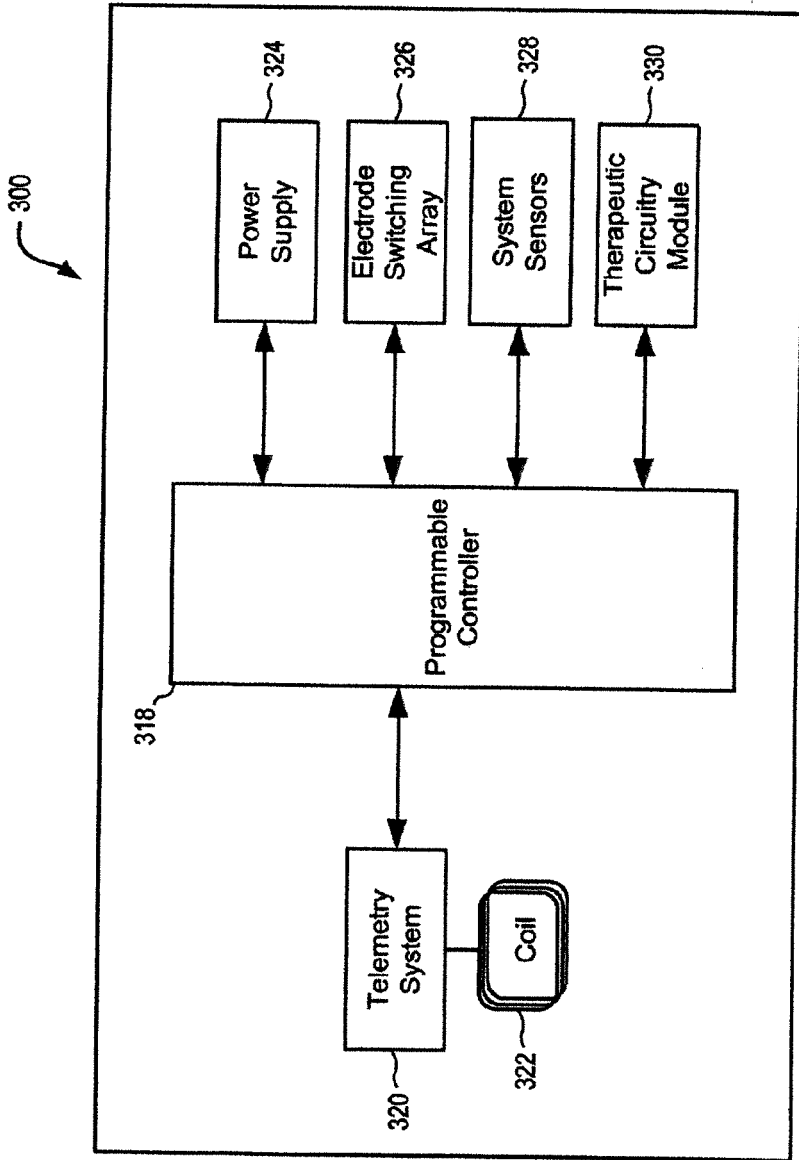 300
318
Programmable
Controller
Telemetry
System
320
Coil
322
Power
Supply
324
Electrode
Switching
Array
326
System
Sensors
328
Therapeutic
Circuitry
Module
330